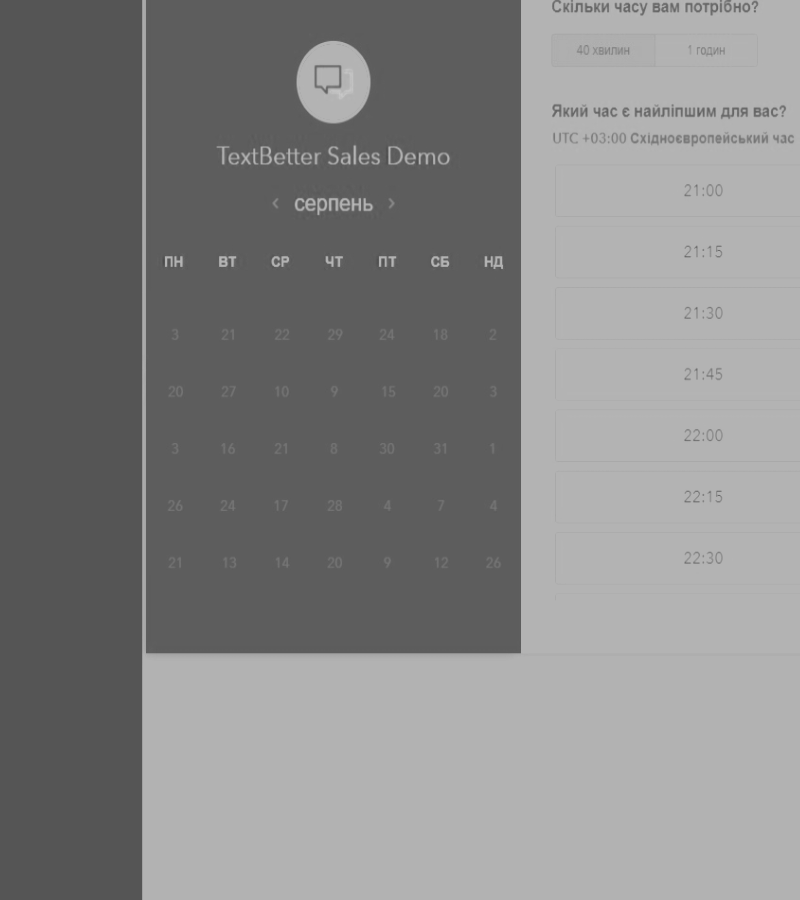 TextBetter Sales Demo
серпень
ПН ВТ СР ЧТ ПТ СБ НД
3 21 22 29 24 18 2
20 27 10 9 15 20 3
3 16 21 8 30 31 1
26 24 17 28 4 7 4
21 13 14 20 9 12 26
Скільки часу вам потрібно?
40 хвилин 1 годин
Який час є найліпшим для вас?
UTC +03:00 Східноєвропейський час
21:00
21:15
21:30
21:45
22:00
22:15
22:30